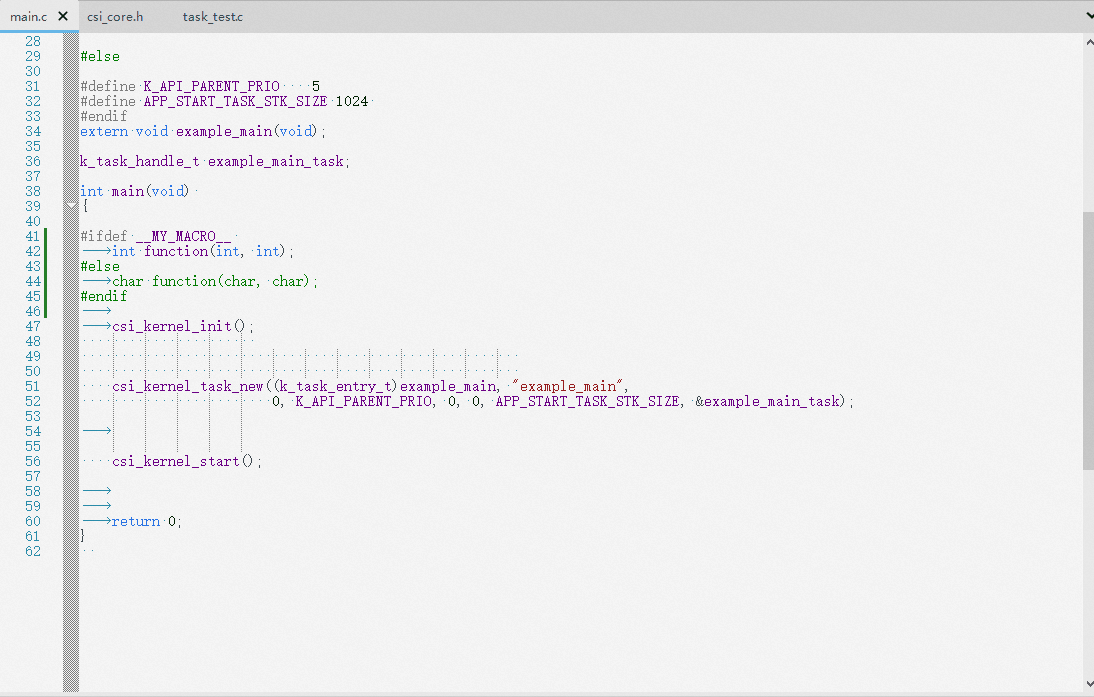 main.c csi_core.h task_test.c
28
29 #else
30
31 #define K_API_PARENT_PRIO    5
32 #define APP_START_TASK_STK_SIZE 1024
33 #endif
34 extern void example_main(void);
35
36 k_task_handle_t example_main_task;
37
38 int main(void)
39 {
40
41 #ifdef __MY_MACRO__
42     int function(int, int);
43 #else
44     char function(char, char);
45 #endif
46
47     csi_kernel_init();
48
49
50
51     csi_kernel_task_new((k_task_entry_t)example_main, "example_main",
52                         0, K_API_PARENT_PRIO, 0, 0, APP_START_TASK_STK_SIZE, &example_main_task);
53
54
55
56     csi_kernel_start();
57
58
59
60     return 0;
61 }
62